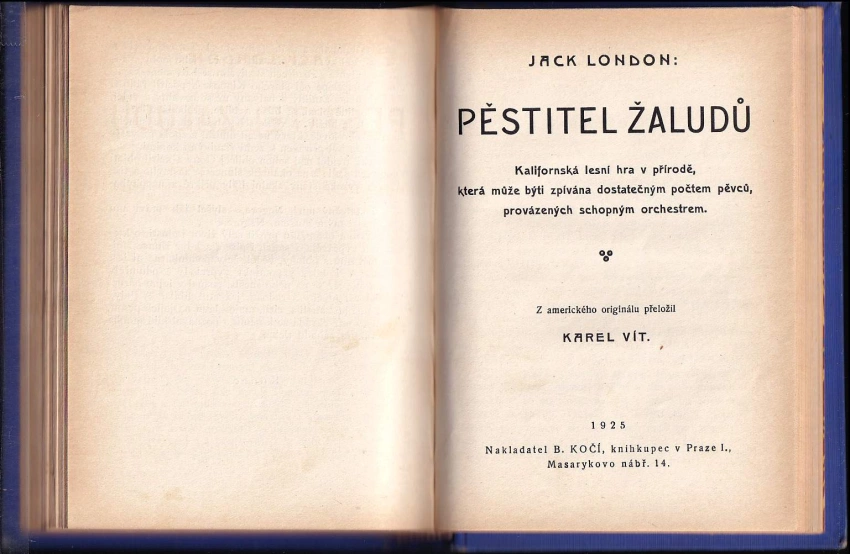 JACK LONDON:
PĚSTITEL ŽALUDŮ
Kalifornská lesní hra v přírodě,
která může býti zpívána dostatečným počtem pěvců,
provázených schopným orchestrem.
Z amerického originálu přeložil
KAREL VÍT.
1925
Nakladatel B. KOČÍ, knihkupec v Praze I.,
Masarykovo nábř. 14.